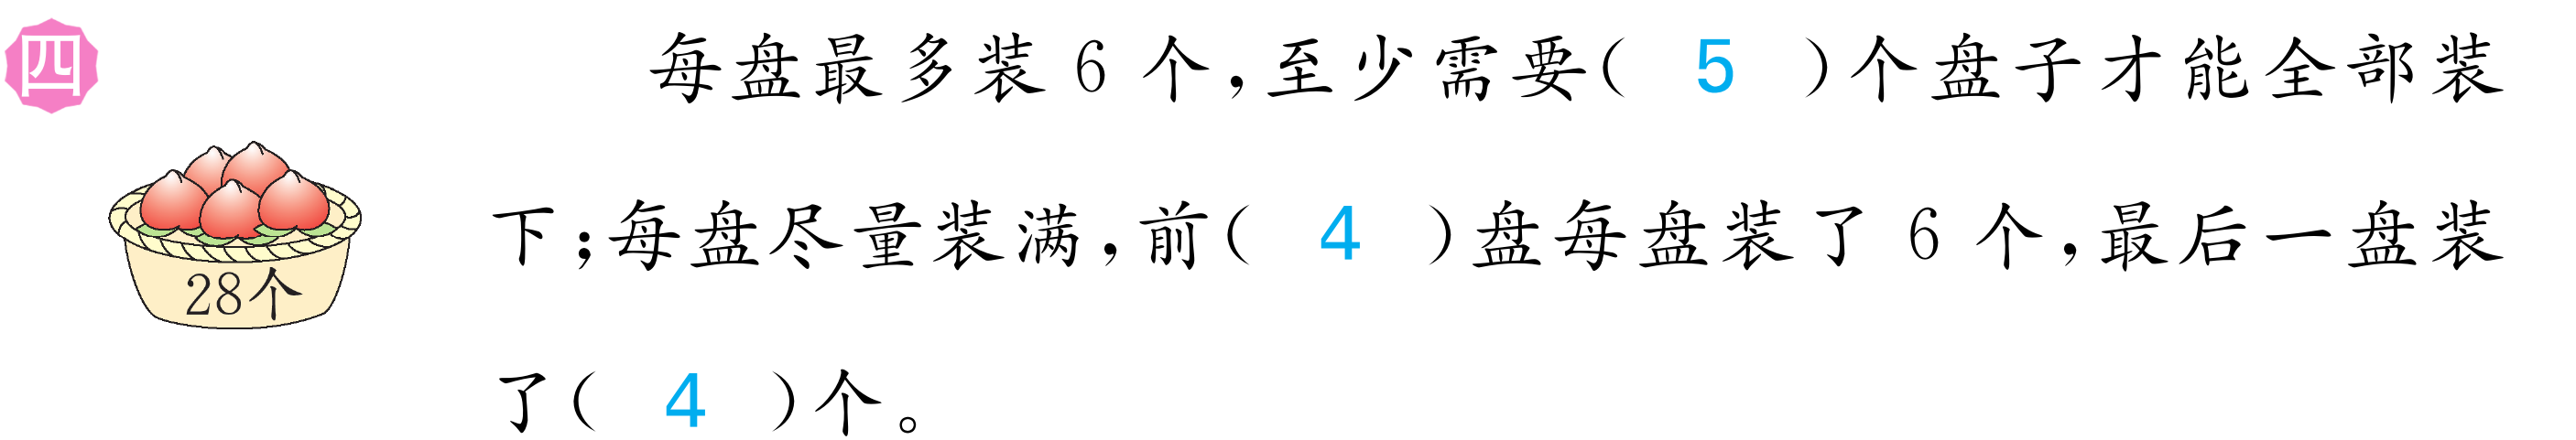 四
每盘最多装 6 个，至少需要( 5 )个盘子才能全部装
下；每盘尽量装满，前( 4 )盘每盘装了 6 个，最后一盘装
28个
了( 4 )个。